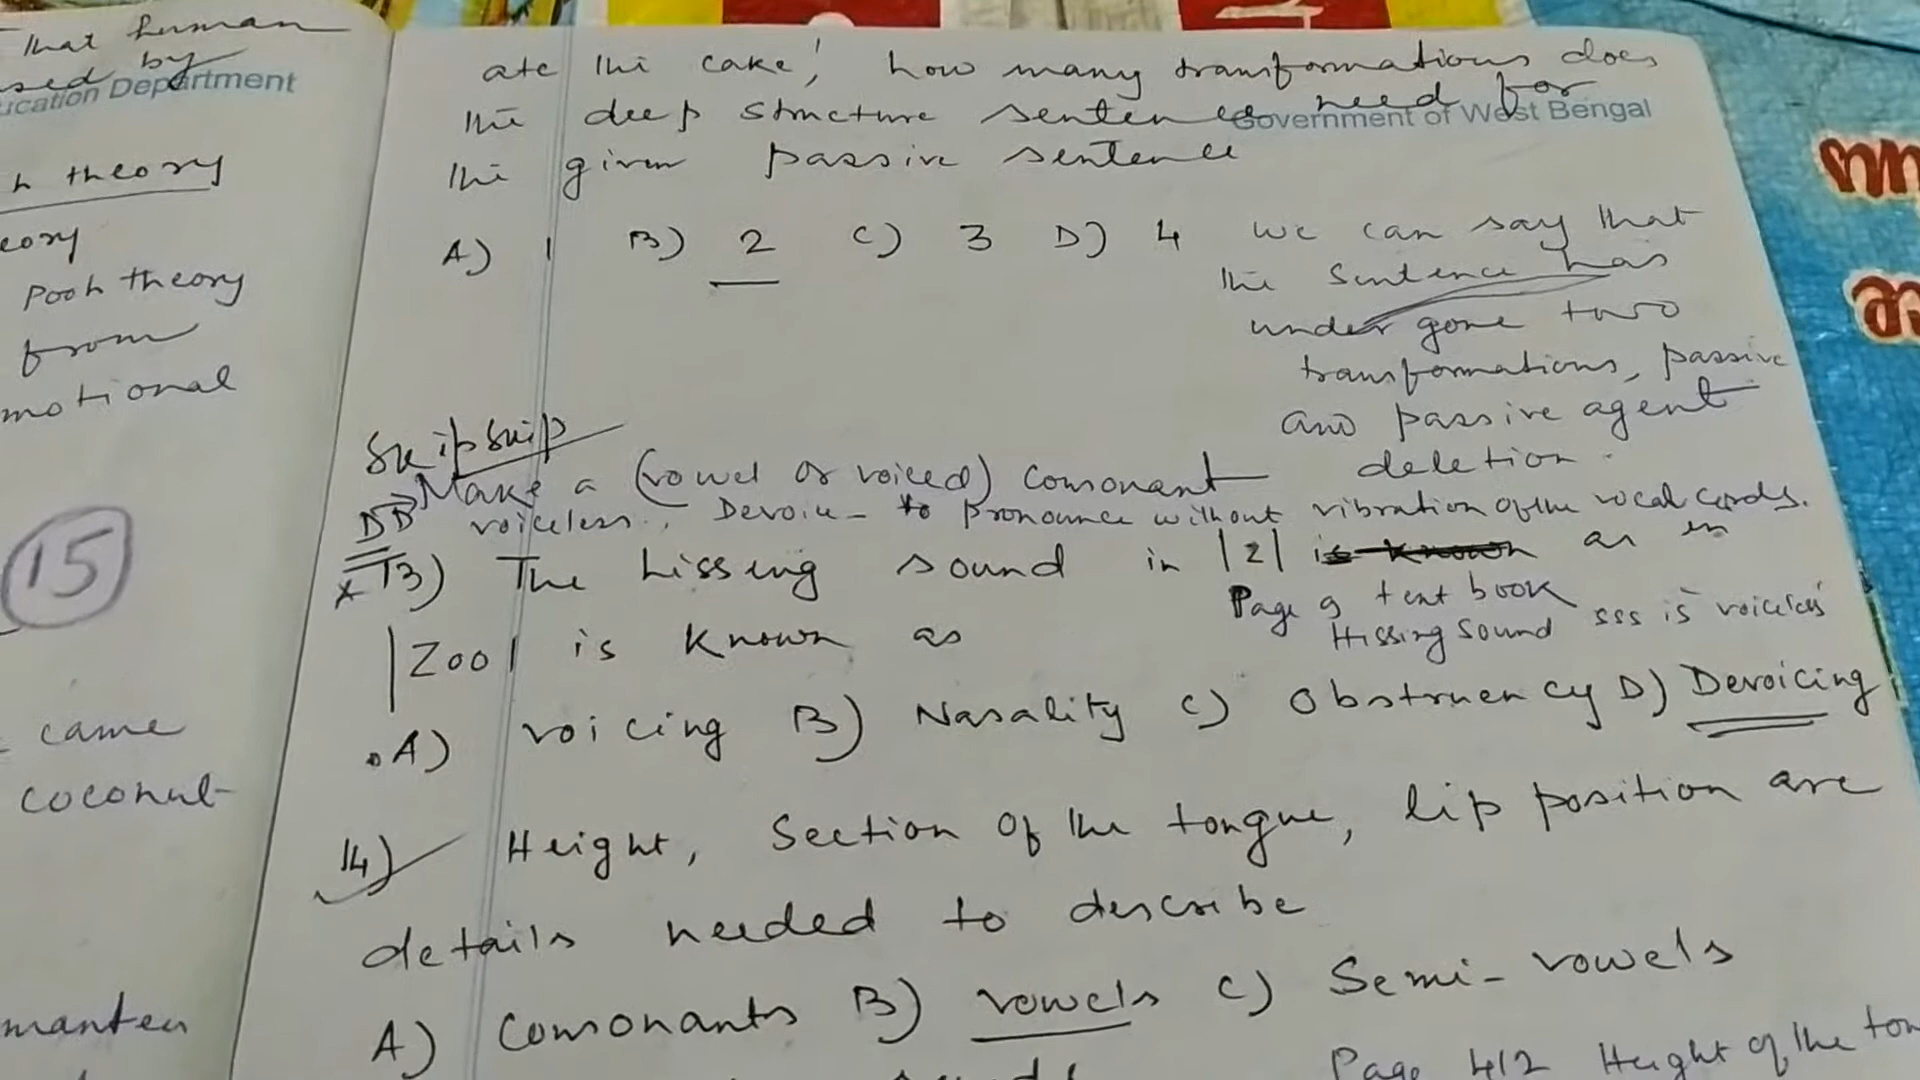 That human
sed by
ucation Department
h theory
eory
Pooh theory
from
motional
15
came
coconut
manten
ate the cake', how many transformations does
the deep structure sentence need for
Government of West Bengal
the given passive sentence
A) 1 B) 2 C) 3 D) 4
we can say that
the sentence has
under gone two
transformations, passive
and passive agent
deletion.
Skip Skip
Make a (vowel or voiced) consonant
voiceless. Devoice - to pronounce without vibration of the vocal cords.
13) The hissing sound in |z| is known as in
Page 9 text book
Hissing sound sss is voiceless
|Zoo| is known as
A) voicing B) Nasality C) Obstruency D) Devoicing
14) Height, Section of the tongue, lip position are
details needed to describe
A) Consonants B) vowels C) Semi-vowels
Page 412 Height of the ton